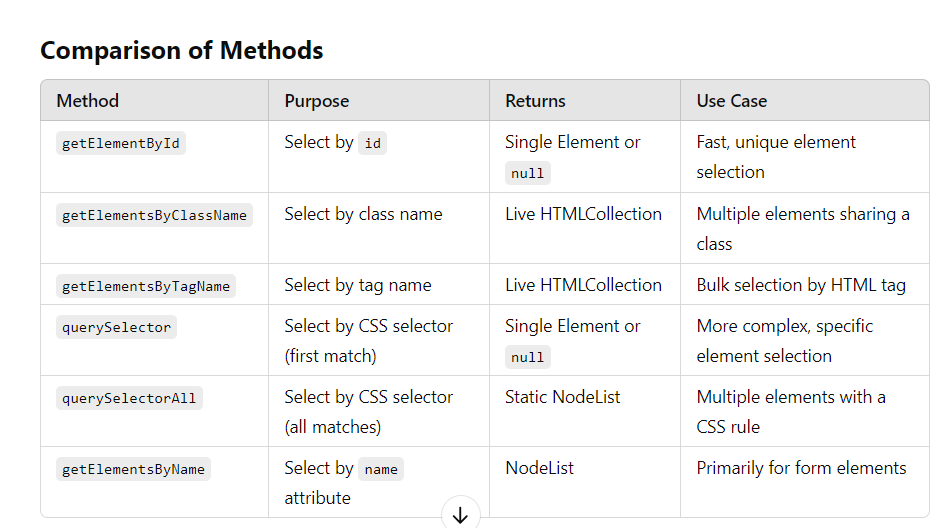 Comparison of Methods
Method Purpose Returns Use Case
getElementById Select by id Single Element or Fast, unique element
null selection
getElementsByClassName Select by class name Live HTMLCollection Multiple elements sharing a
class
getElementsByTagName Select by tag name Live HTMLCollection Bulk selection by HTML tag
querySelector Select by CSS selector Single Element or More complex, specific
(first match) null element selection
querySelectorAll Select by CSS selector Static NodeList Multiple elements with a
(all matches) CSS rule
getElementsByName Select by name NodeList Primarily for form elements
attribute